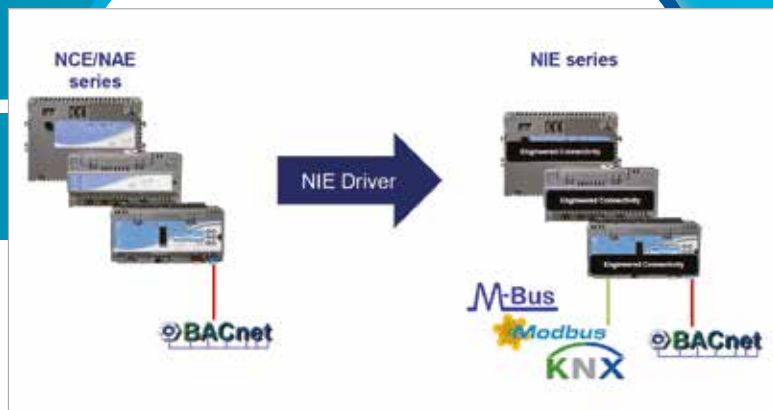 NCE/NAE
series
NIE Driver
BACnet
NIE series
Engineered Connectivity
Engineered Connectivity
Engineered Connectivity
M-Bus
Modbus
KNX
BACnet